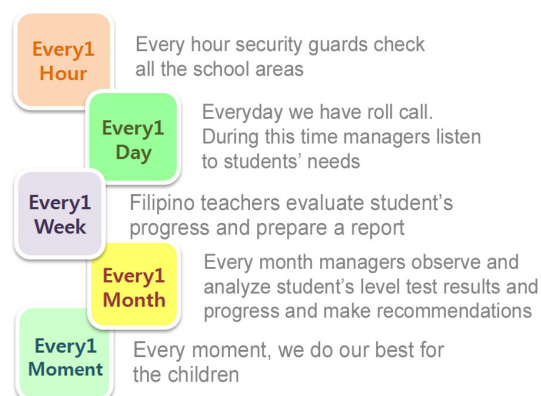 Every1
Hour
Every hour security guards check
all the school areas
Every1
Day
Everyday we have roll call.
During this time managers listen
to students' needs
Every1
Week
Filipino teachers evaluate student's
progress and prepare a report
Every1
Month
Every month managers observe and
analyze student's level test results and
progress and make recommendations
Every1
Moment
Every moment, we do our best for
the children